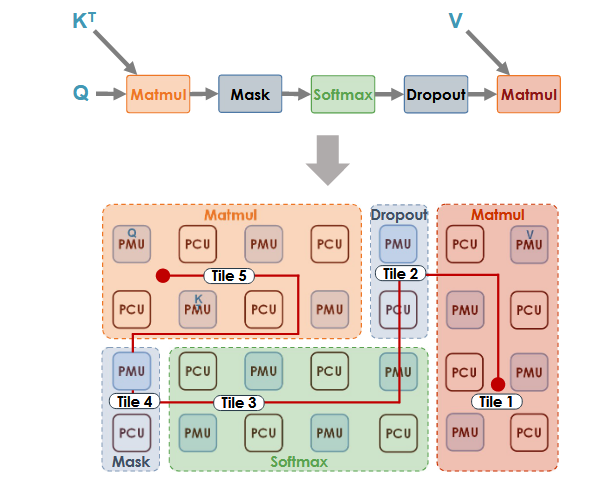 Kᵀ
V
Q
Matmul
Mask
Softmax
Dropout
Matmul
Matmul
Dropout
Matmul
Q
PMU
PCU
PMU
PCU
PMU
PCU
V
PMU
Tile 5
Tile 2
PCU
K
PMU
PCU
PMU
PCU
PMU
PCU
PMU
PCU
PMU
PCU
PMU
PCU
PMU
Tile 4
Tile 3
Tile 1
PCU
PMU
PCU
PMU
PCU
PMU
PCU
Mask
Softmax